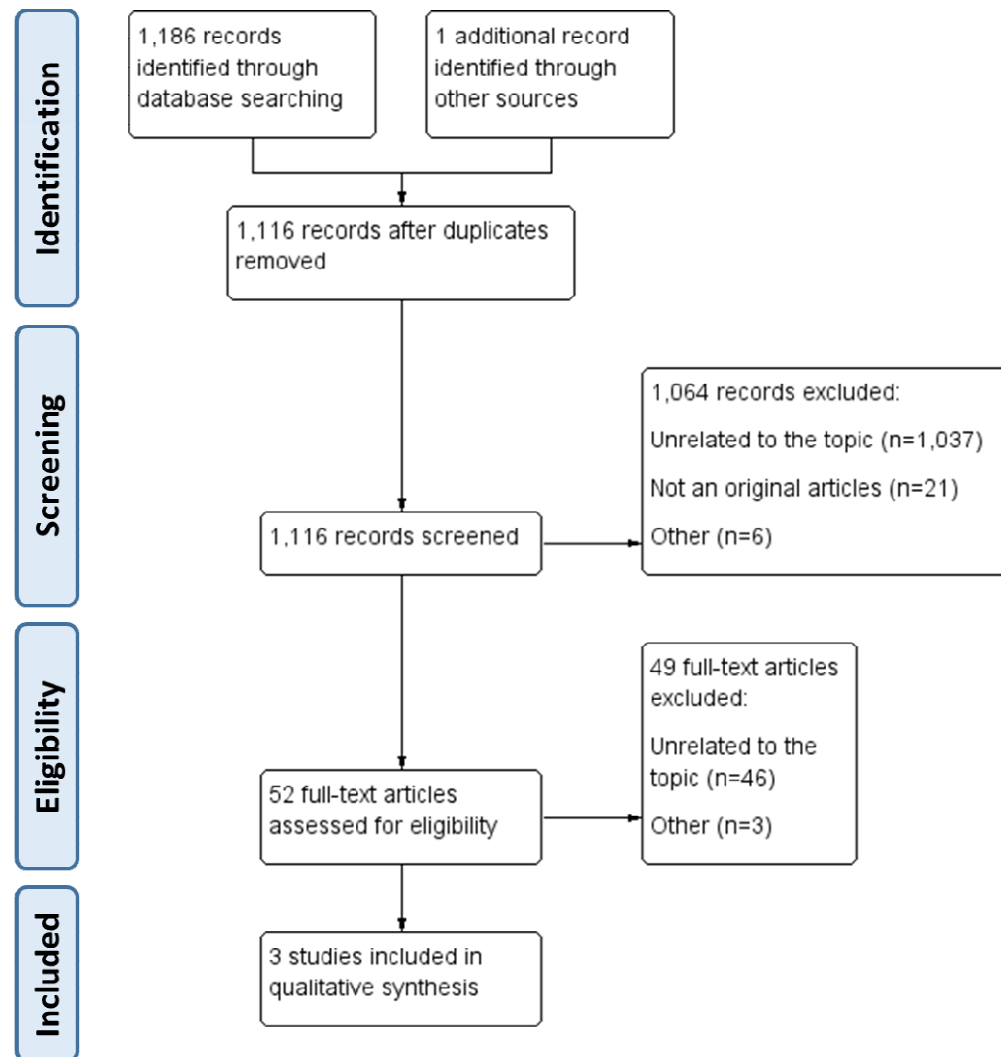 Identification
1,186 records
identified through
database searching
1 additional record
identified through
other sources
1,116 records after duplicates
removed
Screening
1,116 records screened
1,064 records excluded:
Unrelated to the topic (n=1,037)
Not an original articles (n=21)
Other (n=6)
Eligibility
52 full-text articles
assessed for eligibility
49 full-text articles
excluded:
Unrelated to the
topic (n=46)
Other (n=3)
Included
3 studies included in
qualitative synthesis